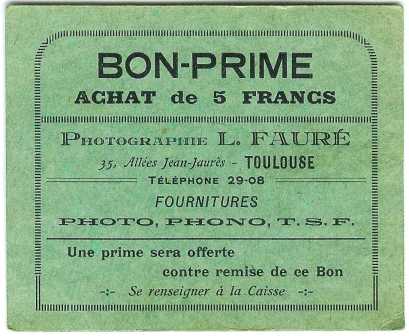 BON-PRIME
ACHAT de 5 FRANCS
PHOTOGRAPHIE L. FAURÉ
35, Allées Jean-Jaurès - TOULOUSE
TÉLÉPHONE 29-08
FOURNITURES
PHOTO, PHONO, T.S.F.
Une prime sera offerte
contre remise de ce Bon
-:- Se renseigner à la Caisse -:-